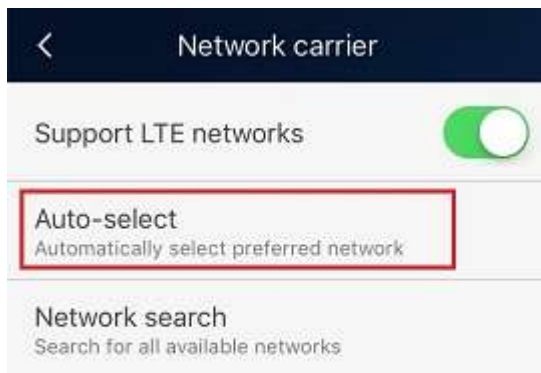 Network carrier
Support LTE networks
Auto-select
Automatically select preferred network
Network search
Search for all available networks